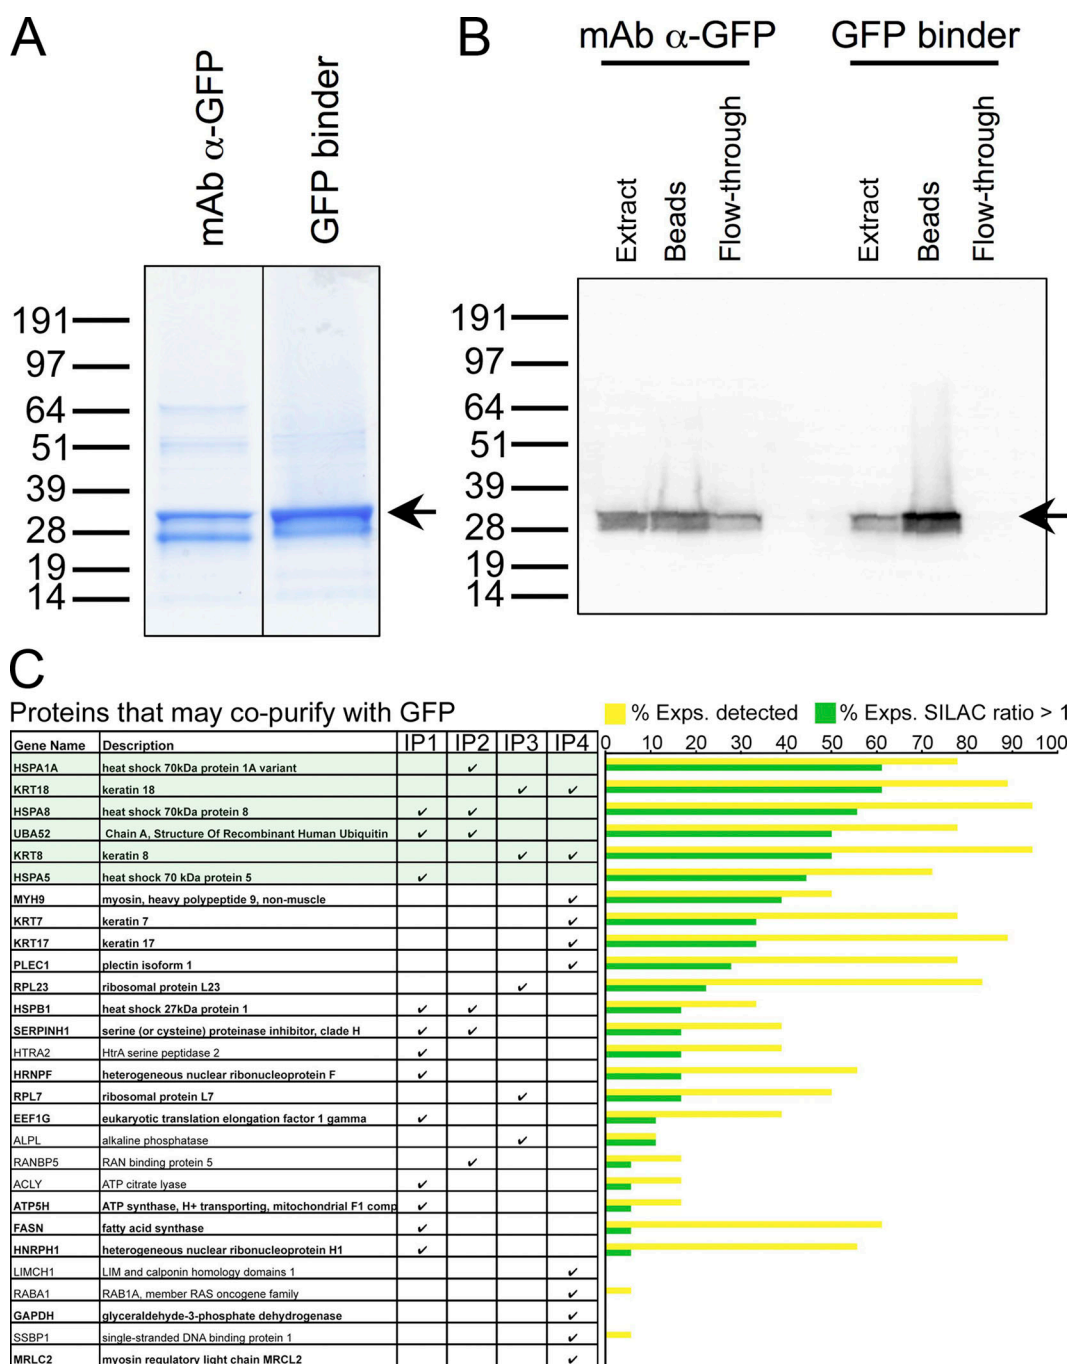 A
mAb α-GFP
GFP binder
191
97
64
51
39
28
19
14
B
mAb α-GFP
GFP binder
Extract
Beads
Flow-through
Extract
Beads
Flow-through
191
97
64
51
39
28
19
14
C
Proteins that may co-purify with GFP
% Exps. detected
% Exps. SILAC ratio > 1
Gene Name Description IP1 IP2 IP3 IP4
0 10 20 30 40 50 60 70 80 90 100
HSPA1A heat shock 70kDa protein 1A variant ✓
KRT18 keratin 18 ✓ ✓
HSPA8 heat shock 70kDa protein 8 ✓ ✓
UBA52 Chain A, Structure Of Recombinant Human Ubiquitin ✓ ✓
KRT8 keratin 8 ✓ ✓
HSPA5 heat shock 70 kDa protein 5 ✓
MYH9 myosin, heavy polypeptide 9, non-muscle ✓
KRT7 keratin 7 ✓
KRT17 keratin 17 ✓
PLEC1 plectin isoform 1 ✓
RPL23 ribosomal protein L23 ✓
HSPB1 heat shock 27kDa protein 1 ✓ ✓
SERPINH1 serine (or cysteine) proteinase inhibitor, clade H ✓ ✓
HTRA2 HtrA serine peptidase 2 ✓
HRNPF heterogeneous nuclear ribonucleoprotein F ✓
RPL7 ribosomal protein L7 ✓
EEF1G eukaryotic translation elongation factor 1 gamma ✓
ALPL alkaline phosphatase ✓
RANBP5 RAN binding protein 5 ✓
ACLY ATP citrate lyase ✓
ATP5H ATP synthase, H+ transporting, mitochondrial F1 comp ✓
FASN fatty acid synthase ✓
HNRPH1 heterogeneous nuclear ribonucleoprotein H1 ✓
LIMCH1 LIM and calponin homology domains 1 ✓
RABA1 RAB1A, member RAS oncogene family ✓
GAPDH glyceraldehyde-3-phosphate dehydrogenase ✓
SSBP1 single-stranded DNA binding protein 1 ✓
MRLC2 myosin regulatory light chain MRCL2 ✓